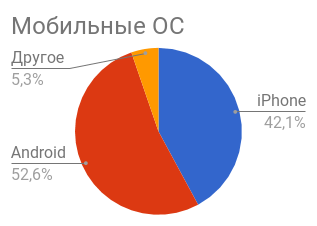 Мобильные ОС
Другое
5,3%
iPhone
42,1%
Android
52,6%